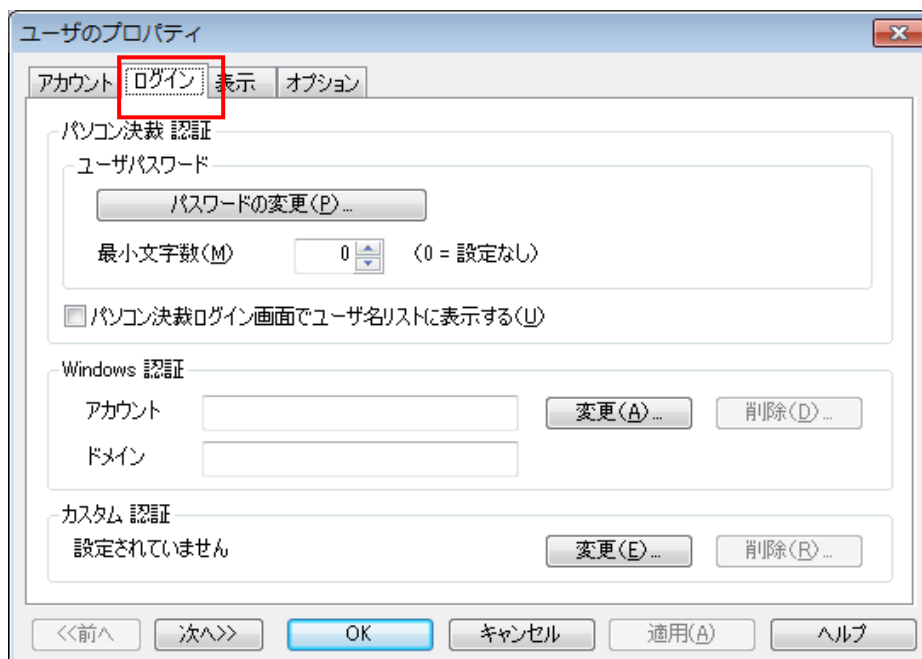 ユーザのプロパティ
アカウント ログイン 表示 オプション
パソコン決裁 認証
ユーザパスワード
パスワードの変更(P)...
最小文字数(M) 0 (0 = 設定なし)
パソコン決裁ログイン画面でユーザ名リストに表示する(U)
Windows 認証
アカウント 変更(A)... 削除(D)...
ドメイン
カスタム 認証
設定されていません 変更(E)... 削除(R)...
<<前へ 次へ>> OK キャンセル 適用(A) ヘルプ